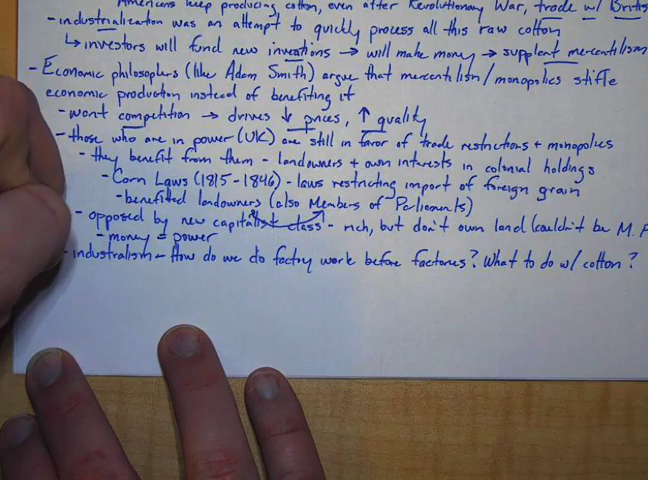 Americans keep producing cotton, even after Revolutionary War, trade w/ British
- industrialization was an attempt to quickly process all this raw cotton
↳ investors will fund new inventions → will make money → supplant mercantilism
- Economic philosophers (like Adam Smith) argue that mercantilism/monopolies stifle
economic production instead of benefiting it
- want competition → drives ↓ prices, ↑ quality
- those who are in power (UK) are still in favor of trade restrictions + monopolies
- they benefit from them - landowners + own interests in colonial holdings
- Corn Laws (1815-1846) - laws restricting import of foreign grain
- benefitted landowners (also Members of Parliaments)
- opposed by new capitalist class - rich, but don't own land (couldn't be M.P
- money = power
- industrialism - How do we do factory work before factories? What to do w/ cotton?